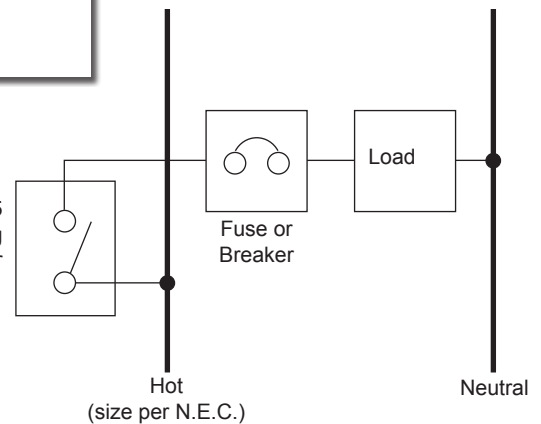 Load
Fuse or
Breaker
Hot
(size per N.E.C.)
Neutral